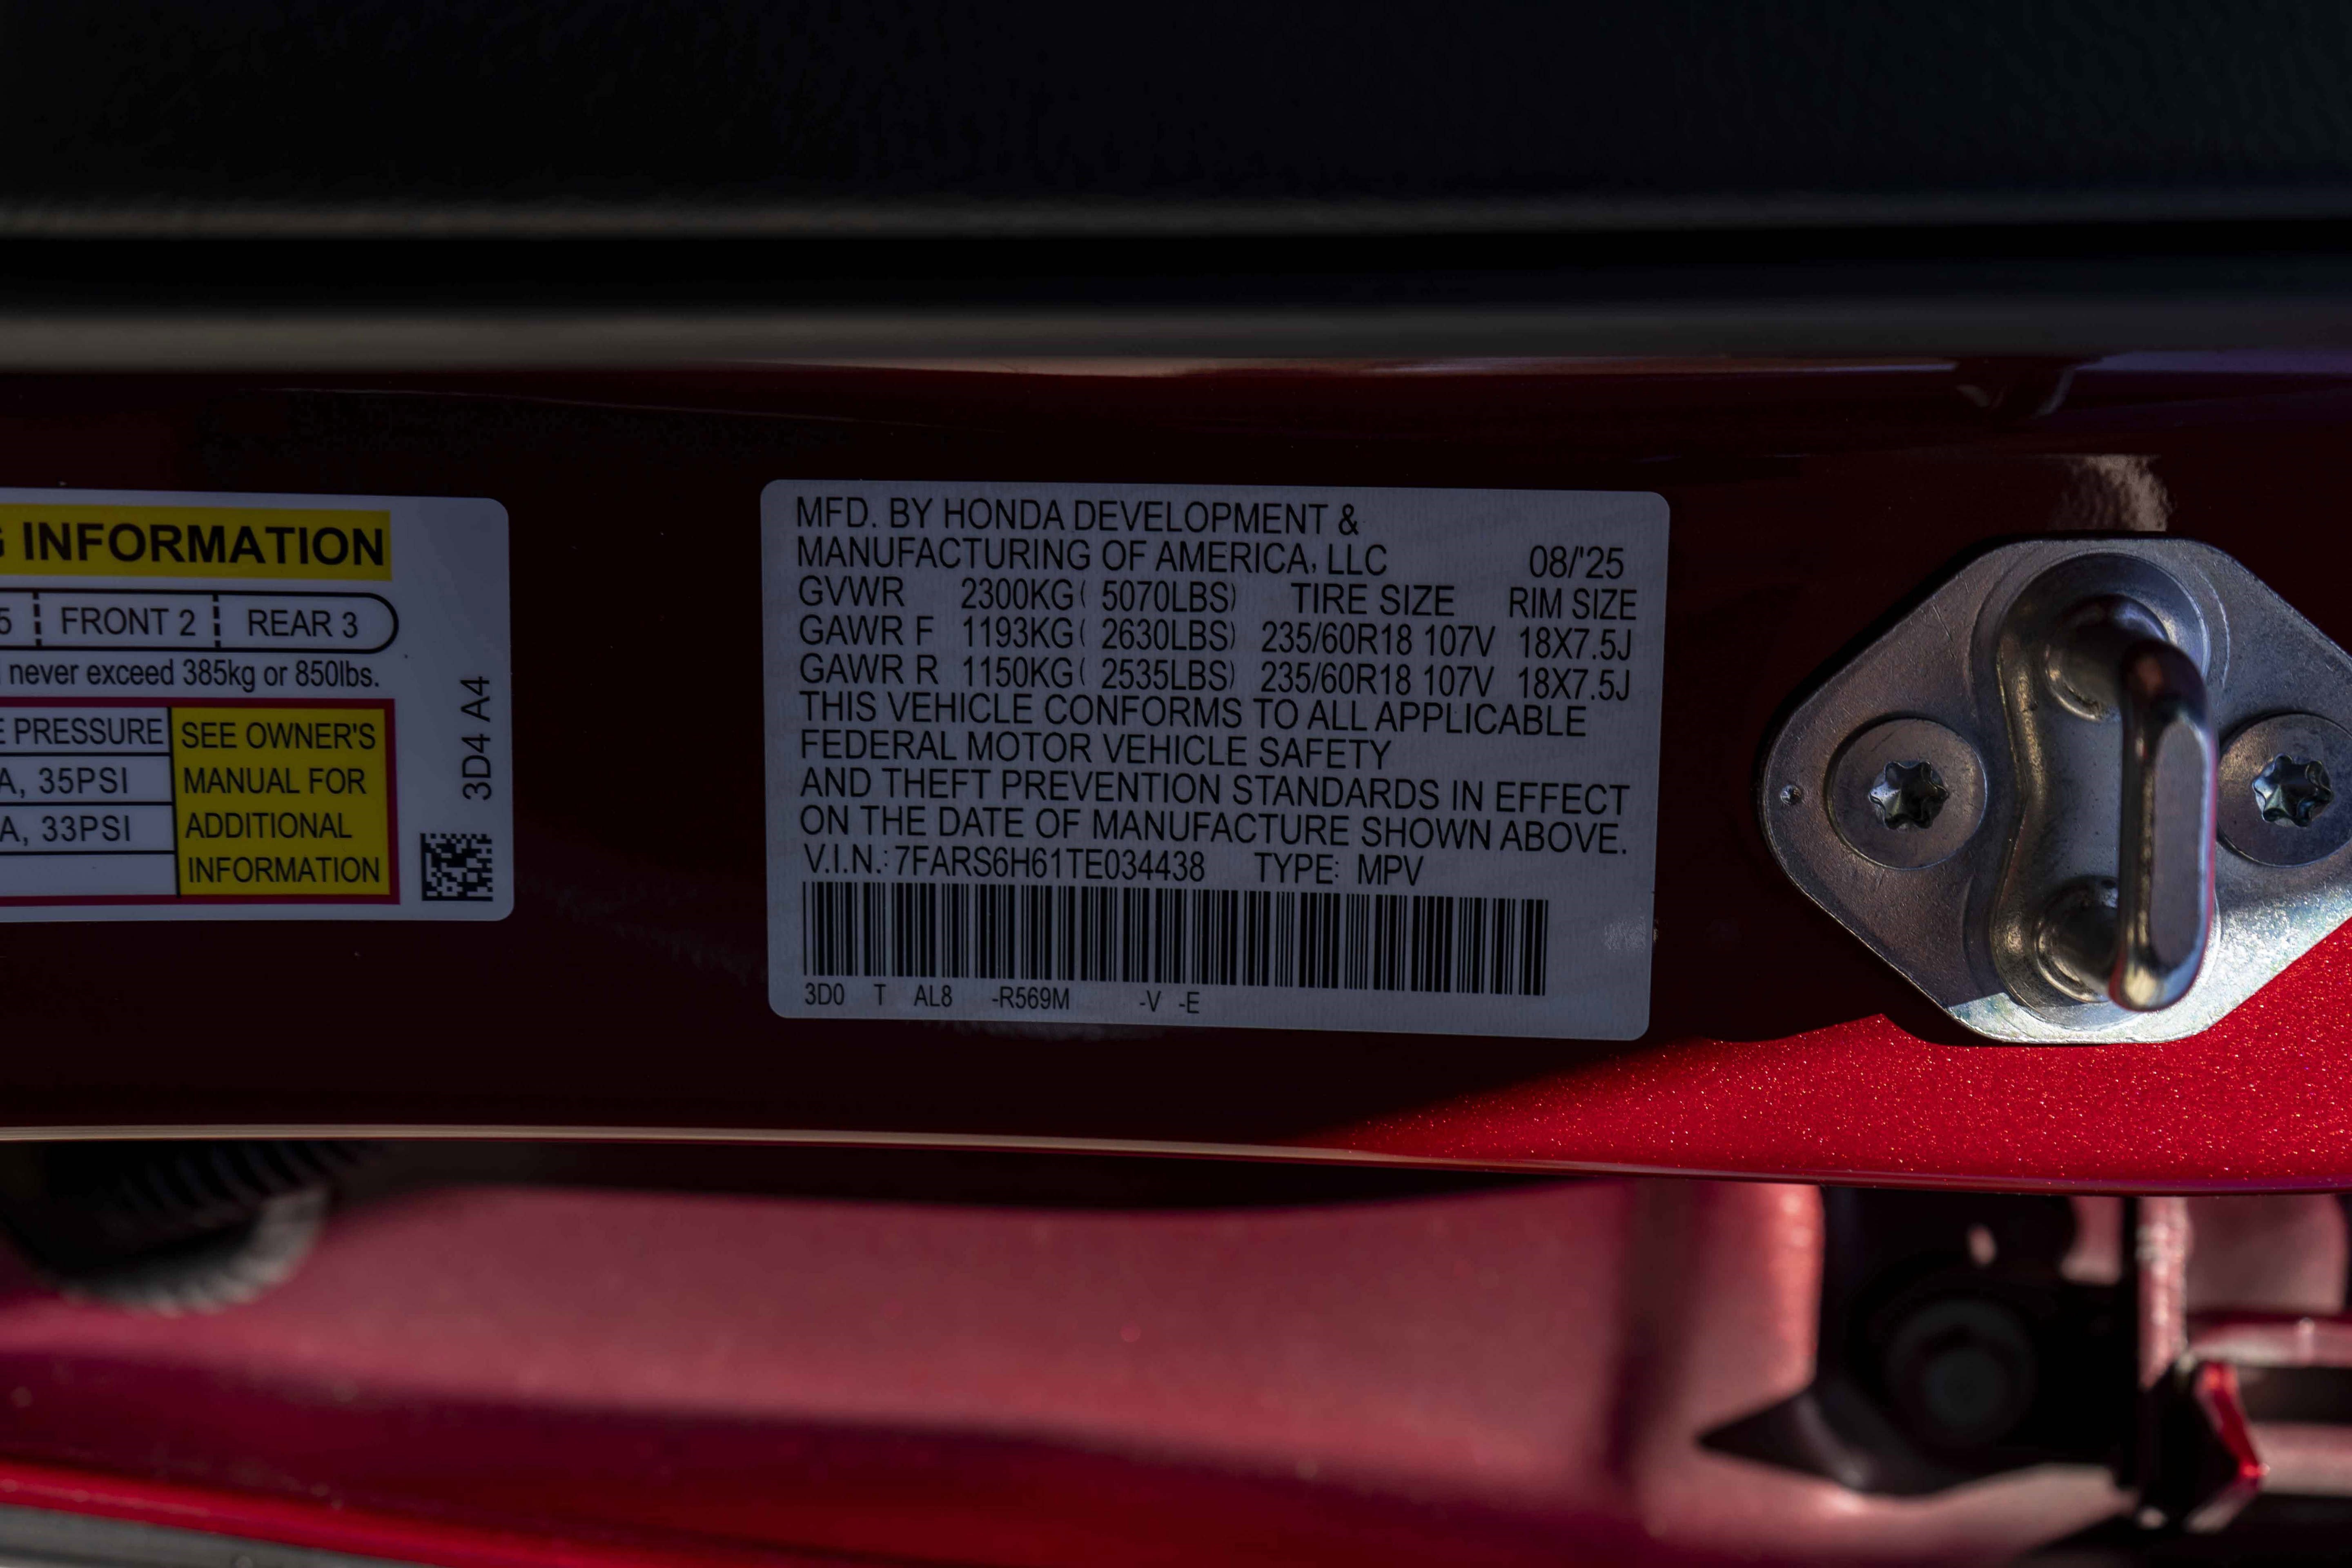 INFORMATION
5 FRONT 2 REAR 3
never exceed 385kg or 850lbs.
PRESSURE
A, 35PSI
A, 33PSI
SEE OWNER'S
MANUAL FOR
ADDITIONAL
INFORMATION
3D4 A4
MFD. BY HONDA DEVELOPMENT &
MANUFACTURING OF AMERICA, LLC 08/'25
GVWR 2300KG( 5070LBS) TIRE SIZE RIM SIZE
GAWR F 1193KG( 2630LBS) 235/60R18 107V 18X7.5J
GAWR R 1150KG( 2535LBS) 235/60R18 107V 18X7.5J
THIS VEHICLE CONFORMS TO ALL APPLICABLE
FEDERAL MOTOR VEHICLE SAFETY
AND THEFT PREVENTION STANDARDS IN EFFECT
ON THE DATE OF MANUFACTURE SHOWN ABOVE.
V.I.N.: 7FARS6H61TE034438 TYPE: MPV
3D0 T AL8 -R569M -V -E